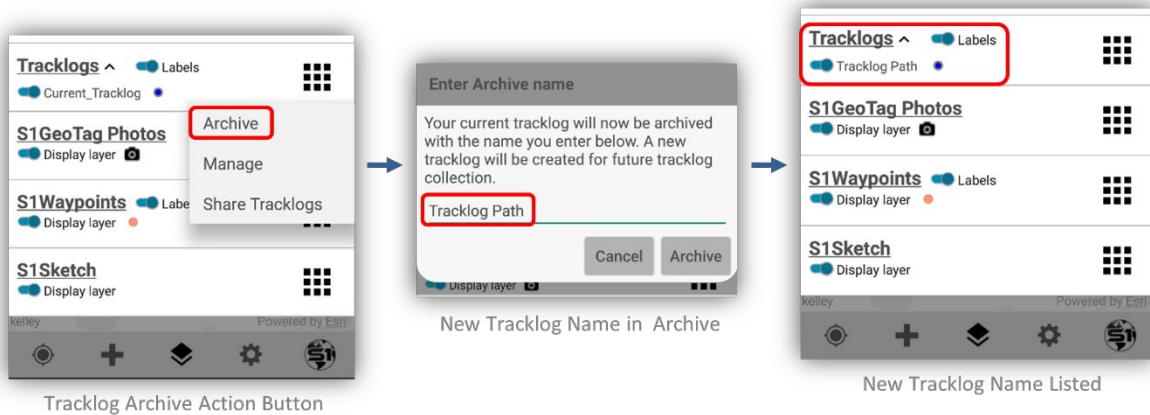 Tracklogs Labels
Current_Tracklog
Archive
S1GeoTag Photos
Display layer
Manage
S1Waypoints Labe
Share Tracklogs
Display layer
S1Sketch
Display layer
kelley Powered by Esri
S1
Tracklog Archive Action Button
Enter Archive name
Your current tracklog will now be archived
with the name you enter below. A new
tracklog will be created for future tracklog
collection.
Tracklog Path
Cancel Archive
Display layer
New Tracklog Name in Archive
Tracklogs Labels
Tracklog Path
S1GeoTag Photos
Display layer
S1Waypoints Labels
Display layer
S1Sketch
Display layer
kelley Powered by Esri
S1
New Tracklog Name Listed